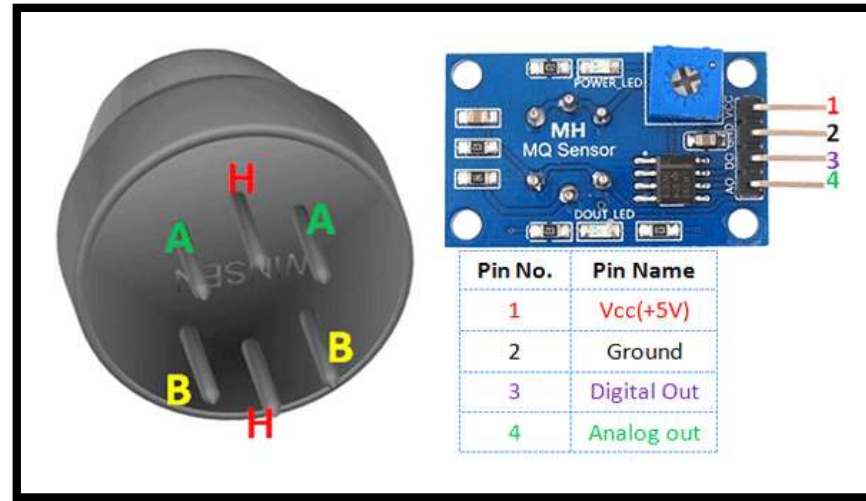 H
A
A
WINSEN
B
B
H
POWER_LED
MH
MQ Sensor
DOUT_LED
VCC
GND
DO
AO
1
2
3
4
Pin No. Pin Name
1 Vcc(+5V)
2 Ground
3 Digital Out
4 Analog out